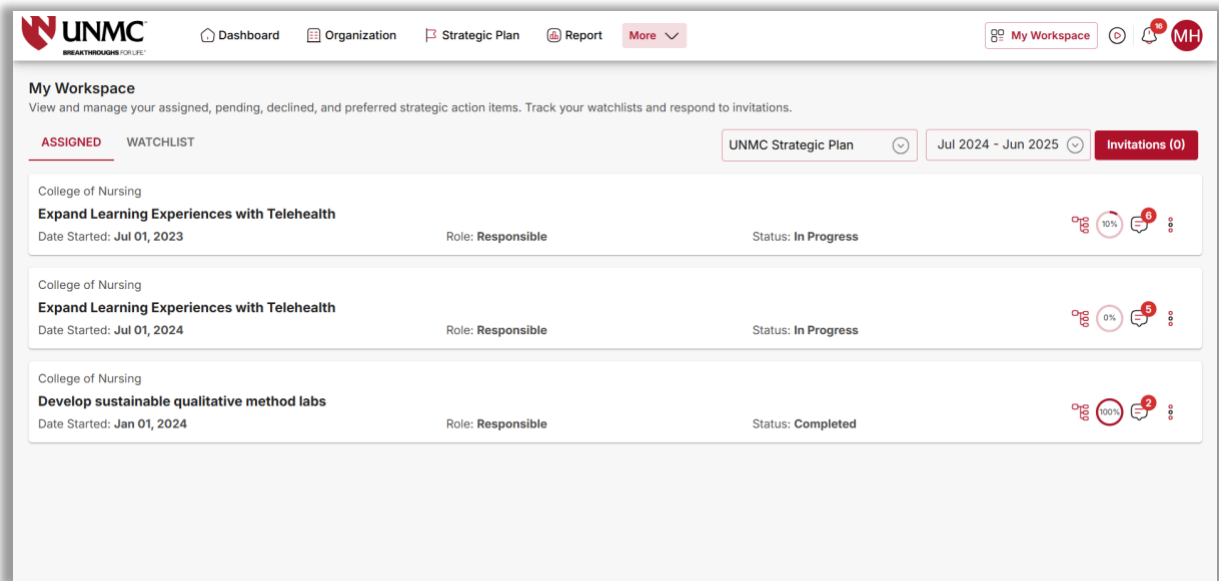 UNMC
BREAKTHROUGHS FOR LIFE.
Dashboard
Organization
Strategic Plan
Report
More
My Workspace
16
MH
My Workspace
View and manage your assigned, pending, declined, and preferred strategic action items. Track your watchlists and respond to invitations.
ASSIGNED
WATCHLIST
UNMC Strategic Plan
Jul 2024 - Jun 2025
Invitations (0)
College of Nursing
Expand Learning Experiences with Telehealth
Date Started: Jul 01, 2023
Role: Responsible
Status: In Progress
10%
6
College of Nursing
Expand Learning Experiences with Telehealth
Date Started: Jul 01, 2024
Role: Responsible
Status: In Progress
0%
5
College of Nursing
Develop sustainable qualitative method labs
Date Started: Jan 01, 2024
Role: Responsible
Status: Completed
100%
2